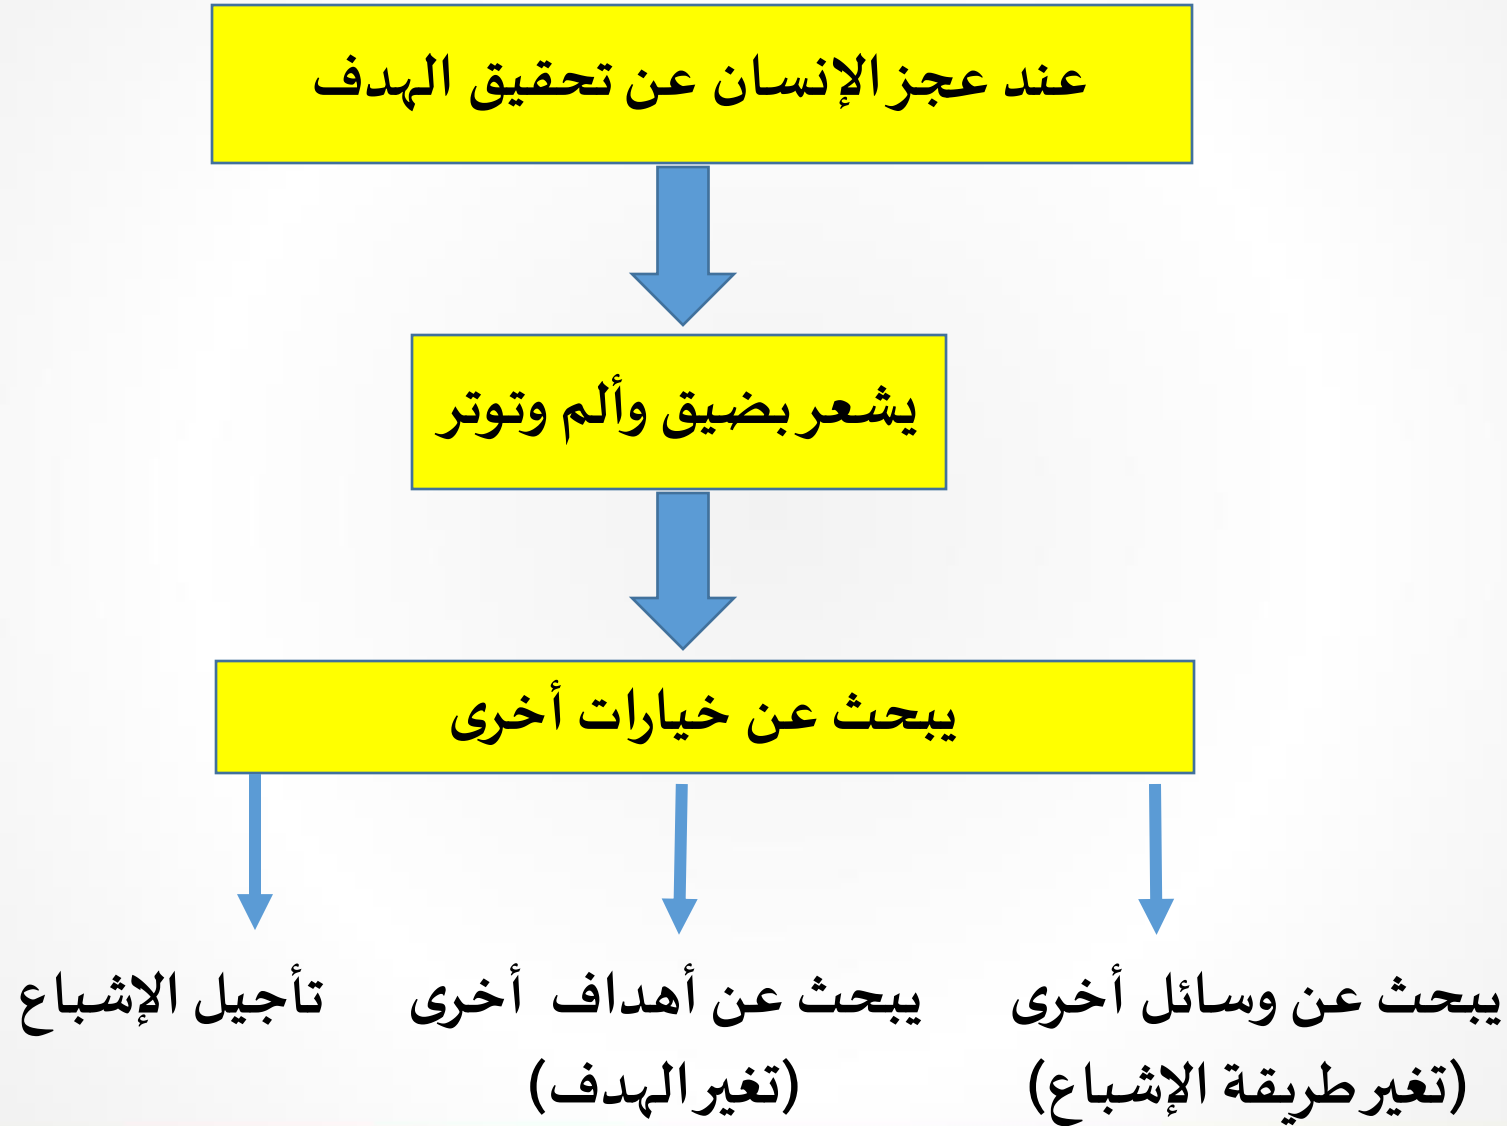 عند عجز الإنسان عن تحقيق الهدف
يشعر بضيق وألم وتوتر
يبحث عن خيارات أخرى
يبحث عن وسائل أخرى
(تغير طريقة الإشباع)
يبحث عن أهداف أخرى
(تغير الهدف)
تأجيل الإشباع